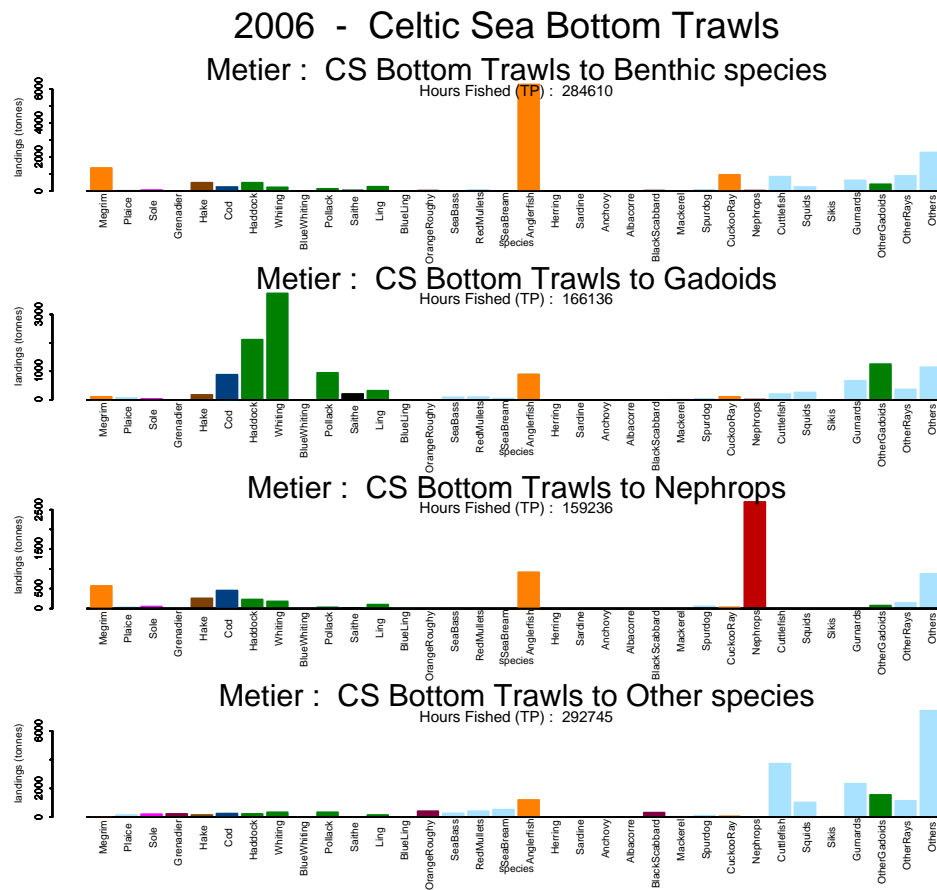 2006 - Celtic Sea Bottom Trawls
Metier : CS Bottom Trawls to Benthic species
Hours Fished (TP) : 284610
landings (tonnes)
0 2000 4000 6000
Megrim Plaice Sole Grenadier Hake Cod Haddock Whiting BlueWhiting Pollack Saithe Ling BlueLing OrangeRoughy SeaBass RedMullets SeaBream Anglerfish Herring Sardine Anchovy Albacorre BlackScabbard Mackerel Spurdog CuckooRay Nephrops Cuttlefish Squids Sikis Gurnards OtherGadoids OtherRays Others
species
Metier : CS Bottom Trawls to Gadoids
Hours Fished (TP) : 166136
landings (tonnes)
0 1000 3000
Megrim Plaice Sole Grenadier Hake Cod Haddock Whiting BlueWhiting Pollack Saithe Ling BlueLing OrangeRoughy SeaBass RedMullets SeaBream Anglerfish Herring Sardine Anchovy Albacorre BlackScabbard Mackerel Spurdog CuckooRay Nephrops Cuttlefish Squids Sikis Gurnards OtherGadoids OtherRays Others
species
Metier : CS Bottom Trawls to Nephrops
Hours Fished (TP) : 159236
landings (tonnes)
0 500 1500 2500
Megrim Plaice Sole Grenadier Hake Cod Haddock Whiting BlueWhiting Pollack Saithe Ling BlueLing OrangeRoughy SeaBass RedMullets SeaBream Anglerfish Herring Sardine Anchovy Albacorre BlackScabbard Mackerel Spurdog CuckooRay Nephrops Cuttlefish Squids Sikis Gurnards OtherGadoids OtherRays Others
species
Metier : CS Bottom Trawls to Other species
Hours Fished (TP) : 292745
landings (tonnes)
0 2000 6000
Megrim Plaice Sole Grenadier Hake Cod Haddock Whiting BlueWhiting Pollack Saithe Ling BlueLing OrangeRoughy SeaBass RedMullets SeaBream Anglerfish Herring Sardine Anchovy Albacorre BlackScabbard Mackerel Spurdog CuckooRay Nephrops Cuttlefish Squids Sikis Gurnards OtherGadoids OtherRays Others
species